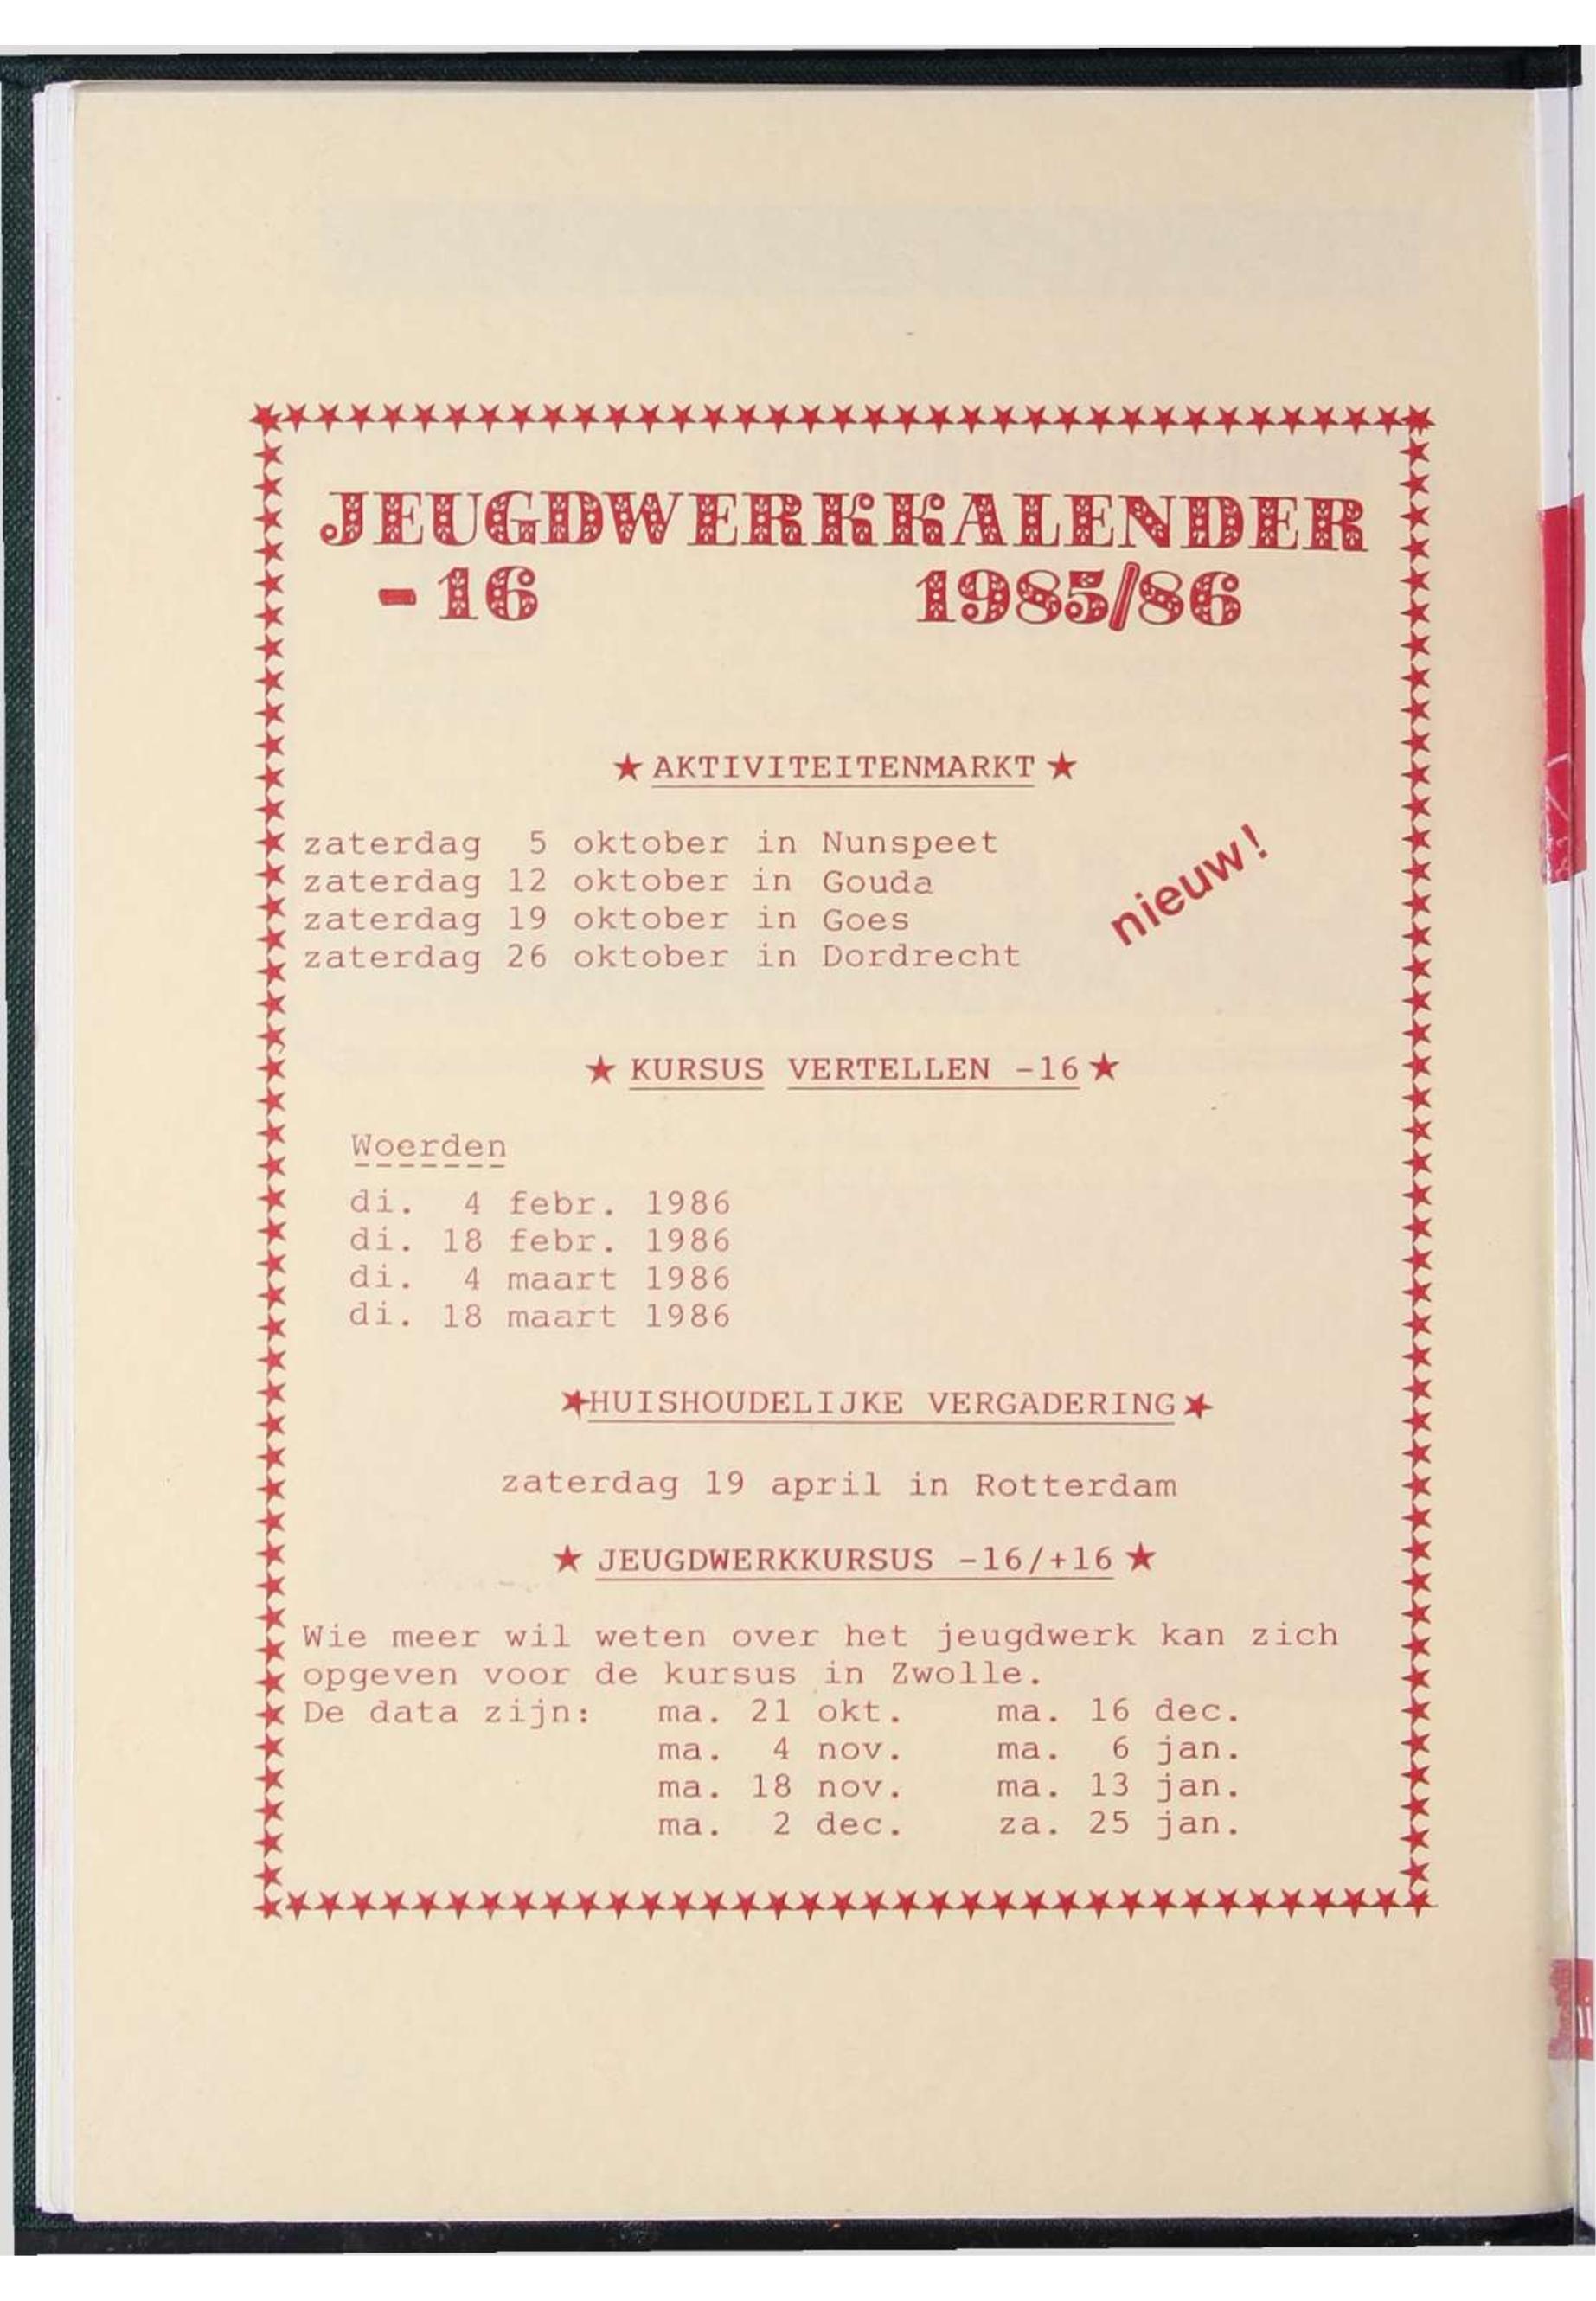 JEUGDWERKKALENDER
-16 1985/86
★ AKTIVITEITENMARKT ★
zaterdag 5 oktober in Nunspeet
zaterdag 12 oktober in Gouda
zaterdag 19 oktober in Goes
zaterdag 26 oktober in Dordrecht
nieuw!
★ KURSUS VERTELLEN -16 ★
Woerden
di. 4 febr. 1986
di. 18 febr. 1986
di. 4 maart 1986
di. 18 maart 1986
★HUISHOUDELIJKE VERGADERING★
zaterdag 19 april in Rotterdam
★ JEUGDWERKKURSUS -16/+16 ★
Wie meer wil weten over het jeugdwerk kan zich
opgeven voor de kursus in Zwolle.
De data zijn: ma. 21 okt. ma. 16 dec.
ma. 4 nov. ma. 6 jan.
ma. 18 nov. ma. 13 jan.
ma. 2 dec. za. 25 jan.